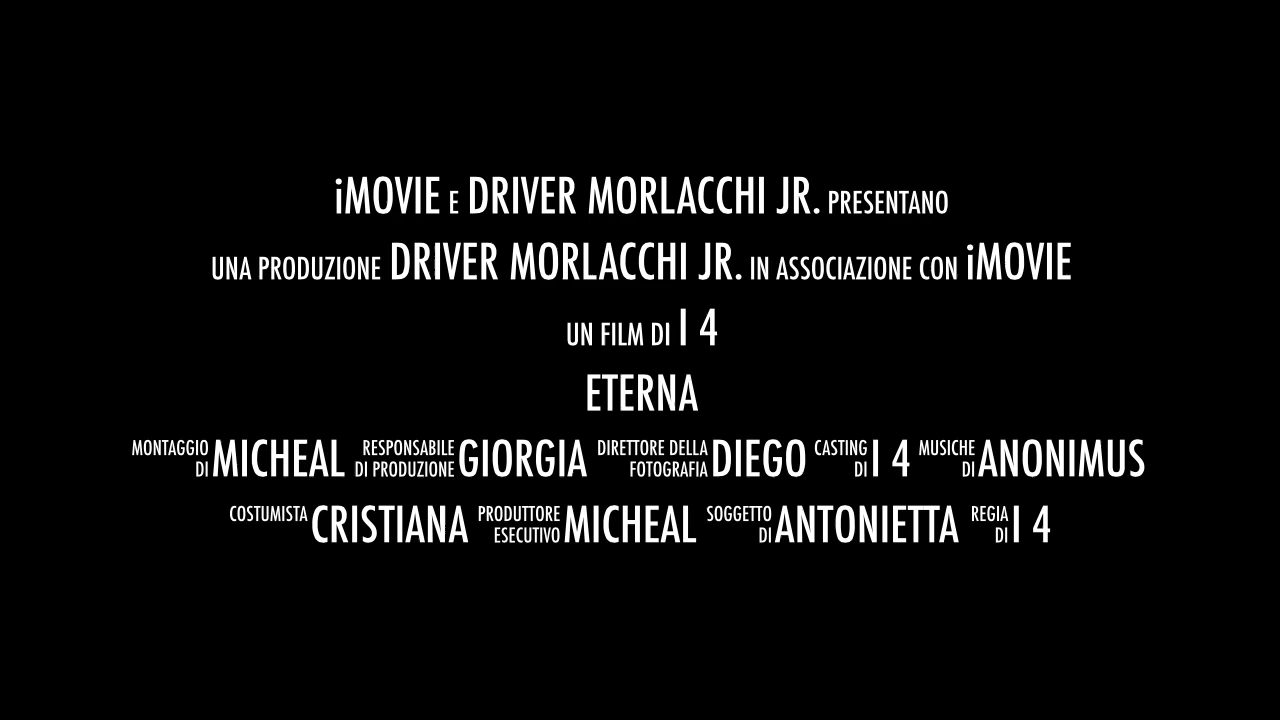 iMOVIE E DRIVER MORLACCHI JR. PRESENTANO
UNA PRODUZIONE DRIVER MORLACCHI JR. IN ASSOCIAZIONE CON iMOVIE
UN FILM DI I 4
ETERNA
MONTAGGIO DI MICHEAL RESPONSABILE DI PRODUZIONE GIORGIA DIRETTORE DELLA FOTOGRAFIA DIEGO CASTING DI I 4 MUSICHE DI ANONIMUS
COSTUMISTA CRISTIANA PRODUTTORE ESECUTIVO MICHEAL SOGGETTO DI ANTONIETTA REGIA DI I 4